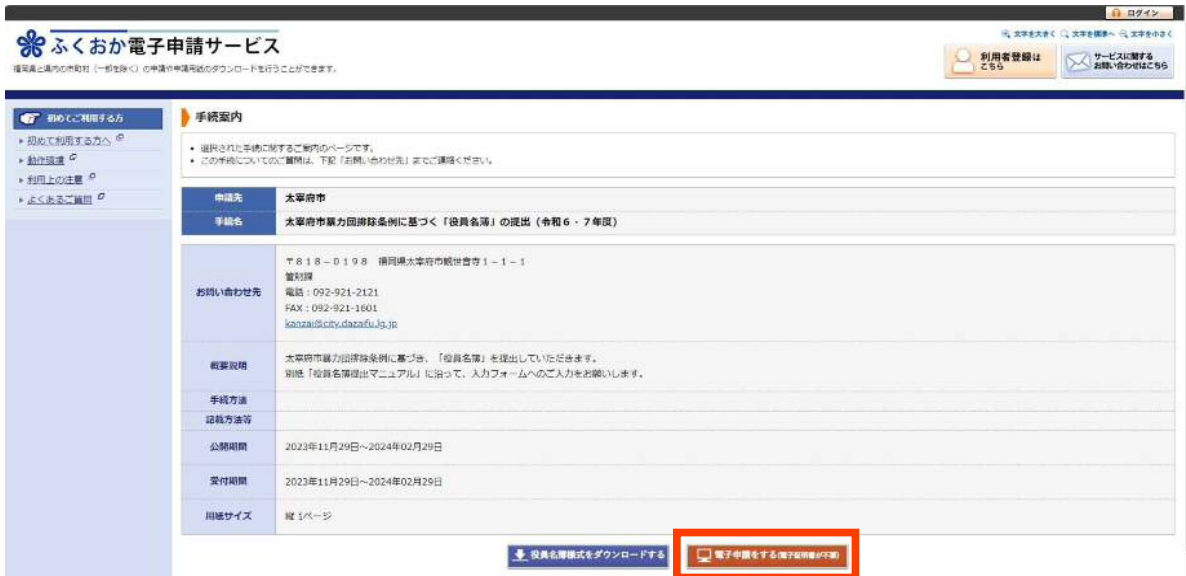 ログイン
ふくおか電子申請サービス
福岡県と県内の市町村（一部除く）の申請や申請用紙のダウンロードを行うことができます。
文字を大きく 文字を標準へ 文字を小さく
利用者登録は
こちら
サービスに関する
お問い合わせはこちら
初めてご利用する方
初めて利用する方へ
動作環境
利用上の注意
よくあるご質問
手続案内
選択された手続に関するご案内のページです。
この手続についてのご質問は、下記「お問い合わせ先」までご連絡ください。
申請先 太宰府市
手続名 太宰府市暴力団排除条例に基づく「役員名簿」の提出（令和６・７年度）
お問い合わせ先
〒８１８－０１９８ 福岡県太宰府市観世音寺１－１－１
管財課
電話：092-921-2121
FAX：092-921-1601
kanzai@city.dazaifu.lg.jp
概要説明
太宰府市暴力団排除条例に基づき、「役員名簿」を提出していただきます。
別紙「役員名簿提出マニュアル」に沿って、入力フォームへのご入力をお願いします。
手続方法
記載方法等
公開期間 2023年11月29日～2024年02月29日
受付期間 2023年11月29日～2024年02月29日
用紙サイズ 縦 1ページ
役員名簿様式をダウンロードする
電子申請をする(電子証明書が不要)